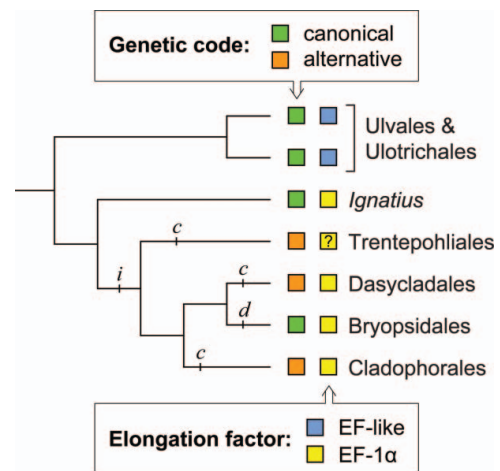 Genetic code: canonical
alternative
Ulvales &
Ulotrichales
Ignatius
c
? Trentepohliales
i
c
Dasycladales
d
Bryopsidales
c
Cladophorales
Elongation factor: EF-like
EF-1α